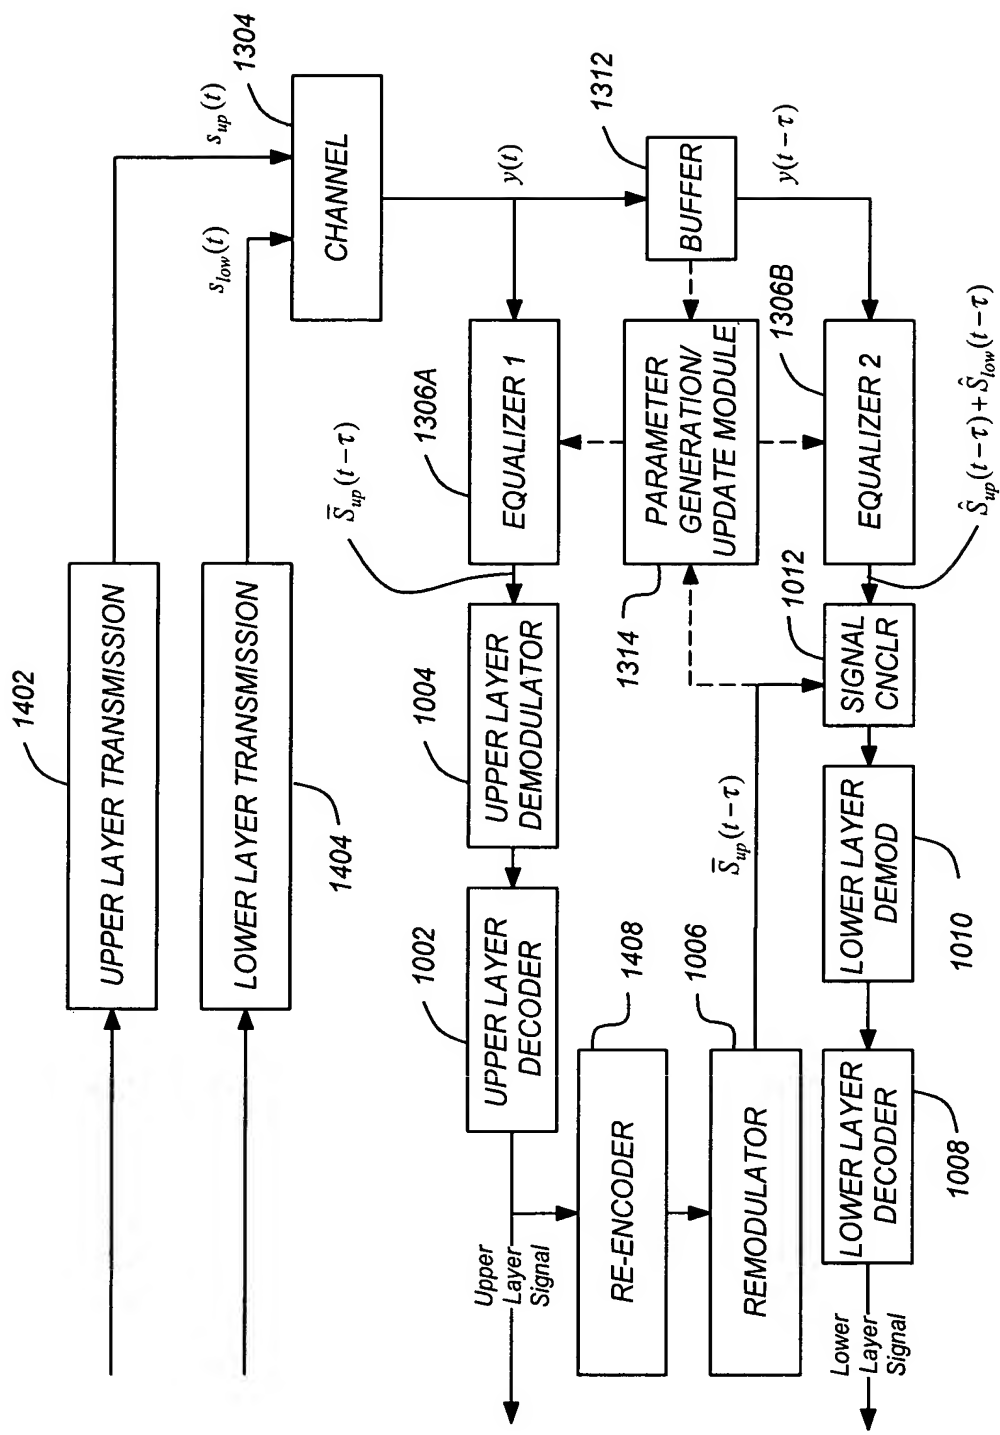 1402
UPPER LAYER TRANSMISSION
s_up(t)
1304
LOWER LAYER TRANSMISSION
1404
s_low(t)
CHANNEL
y(t)
1312
BUFFER
y(t − τ)
1306A
EQUALIZER 1
S̅_up(t − τ)
1004
UPPER LAYER
DEMODULATOR
1002
UPPER LAYER
DECODER
Upper
Layer
Signal
PARAMETER
GENERATION/
UPDATE MODULE
1314
1408
RE-ENCODER
1006
REMODULATOR
S̅_up(t − τ)
1306B
EQUALIZER 2
Ŝ_up(t − τ) + Ŝ_low(t − τ)
1012
SIGNAL
CNCLR
LOWER LAYER
DEMOD
1010
LOWER LAYER
DECODER
1008
Lower
Layer
Signal